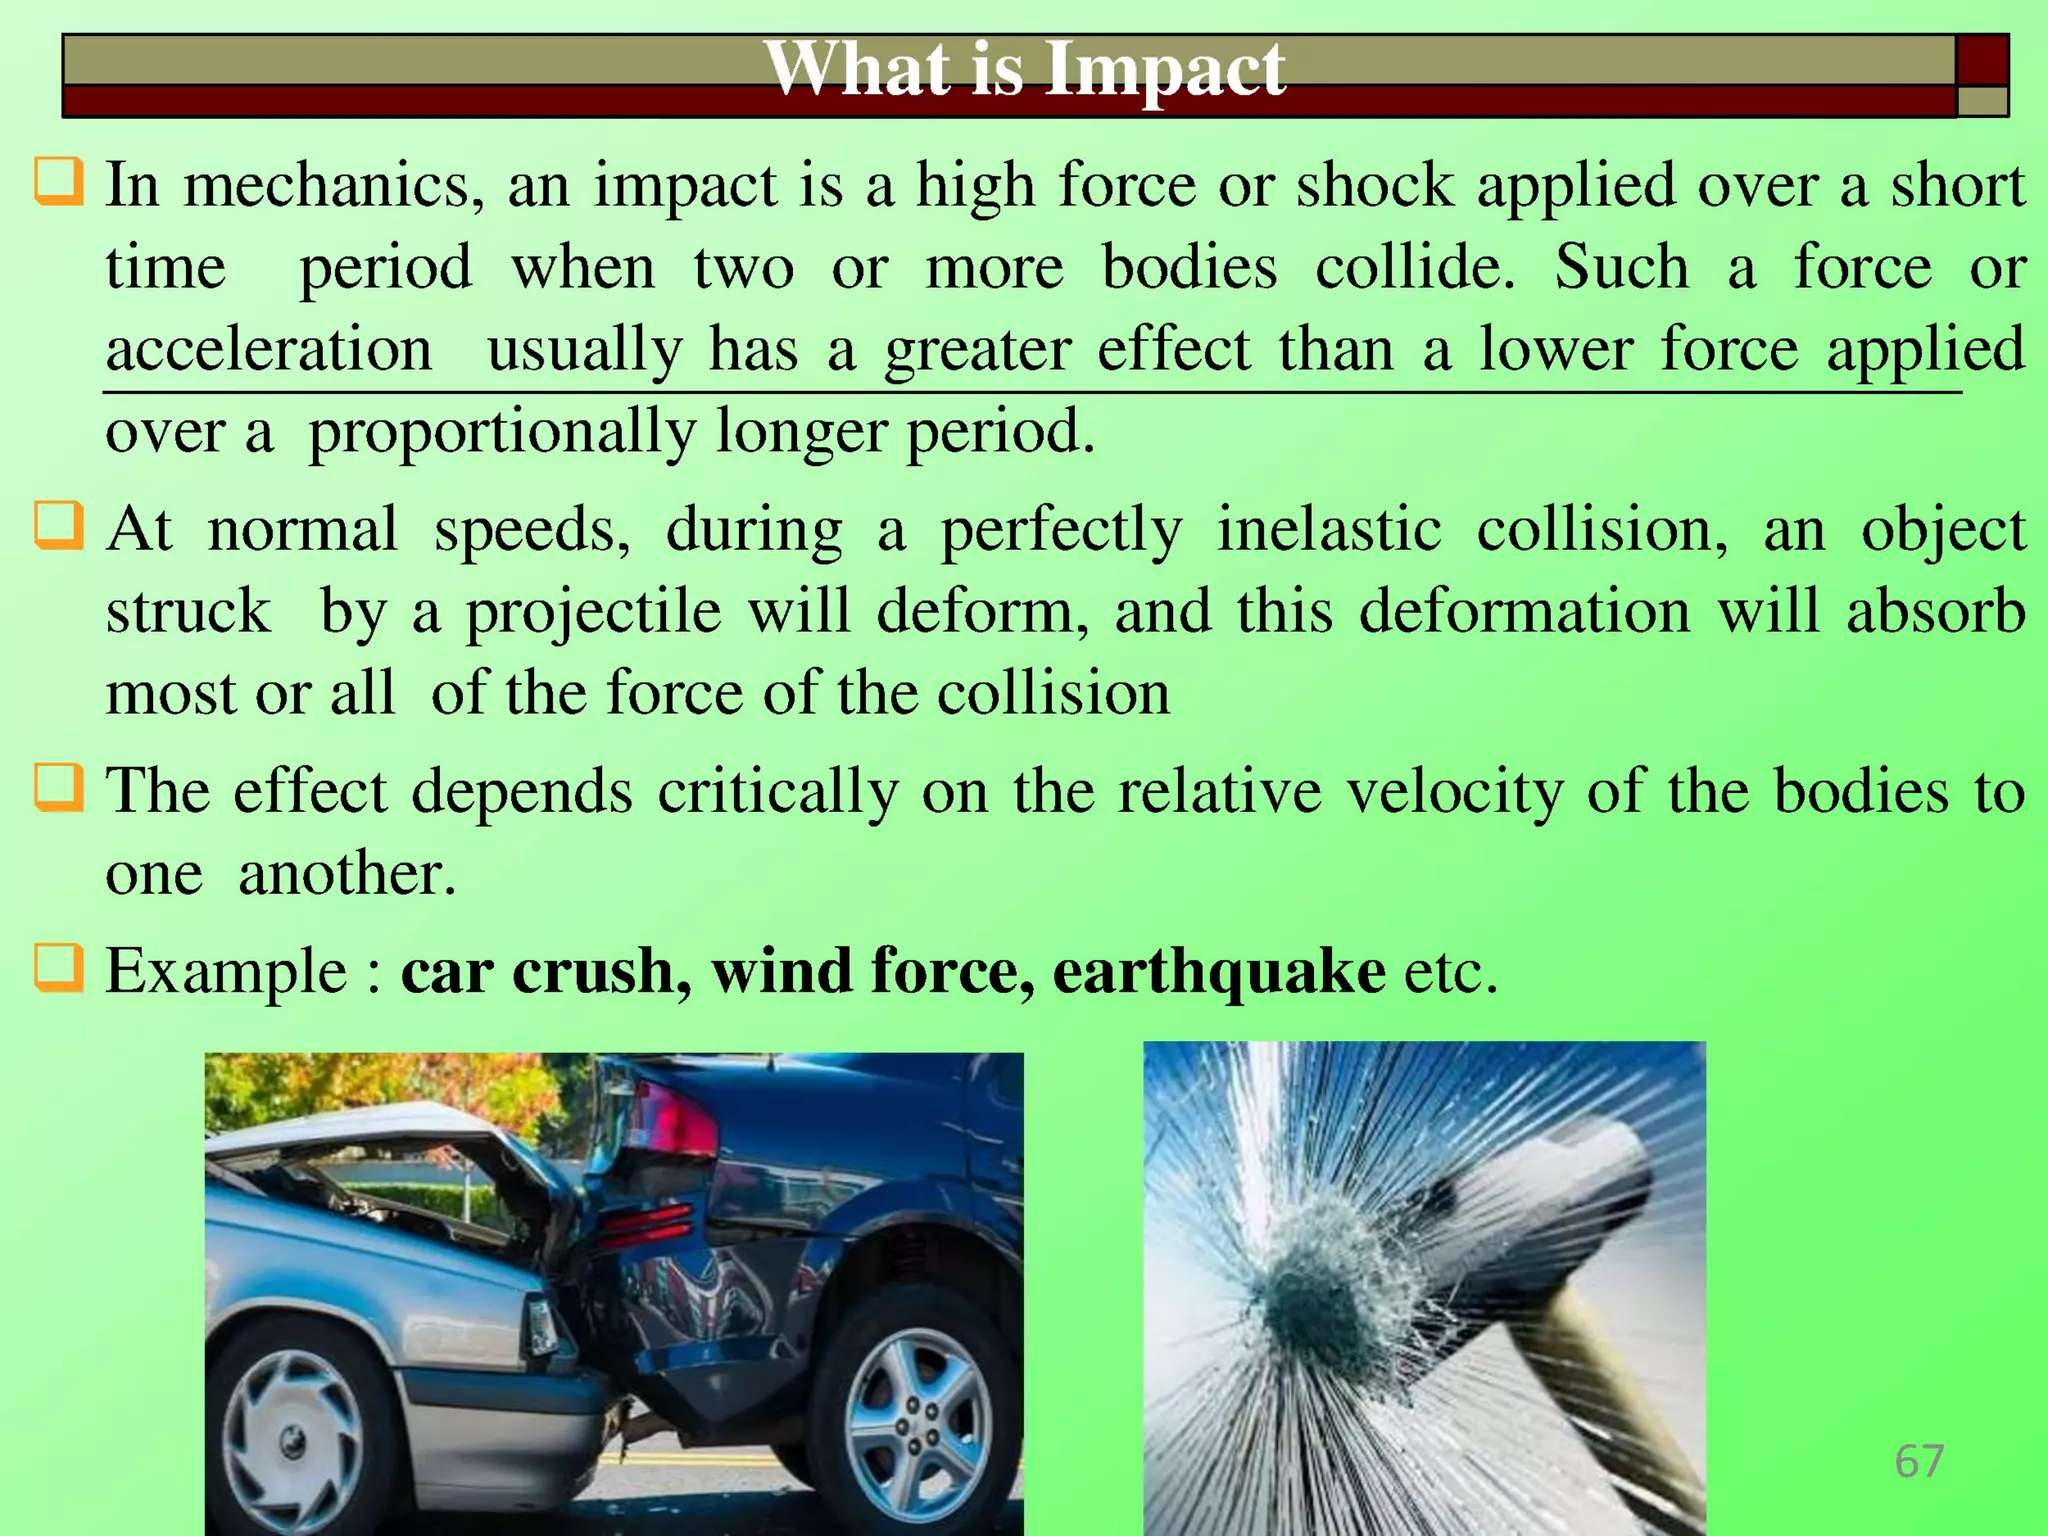 What is Impact
In mechanics, an impact is a high force or shock applied over a short
time period when two or more bodies collide. Such a force or
acceleration usually has a greater effect than a lower force applied
over a proportionally longer period.
At normal speeds, during a perfectly inelastic collision, an object
struck by a projectile will deform, and this deformation will absorb
most or all of the force of the collision
The effect depends critically on the relative velocity of the bodies to
one another.
Example : car crush, wind force, earthquake etc.
67